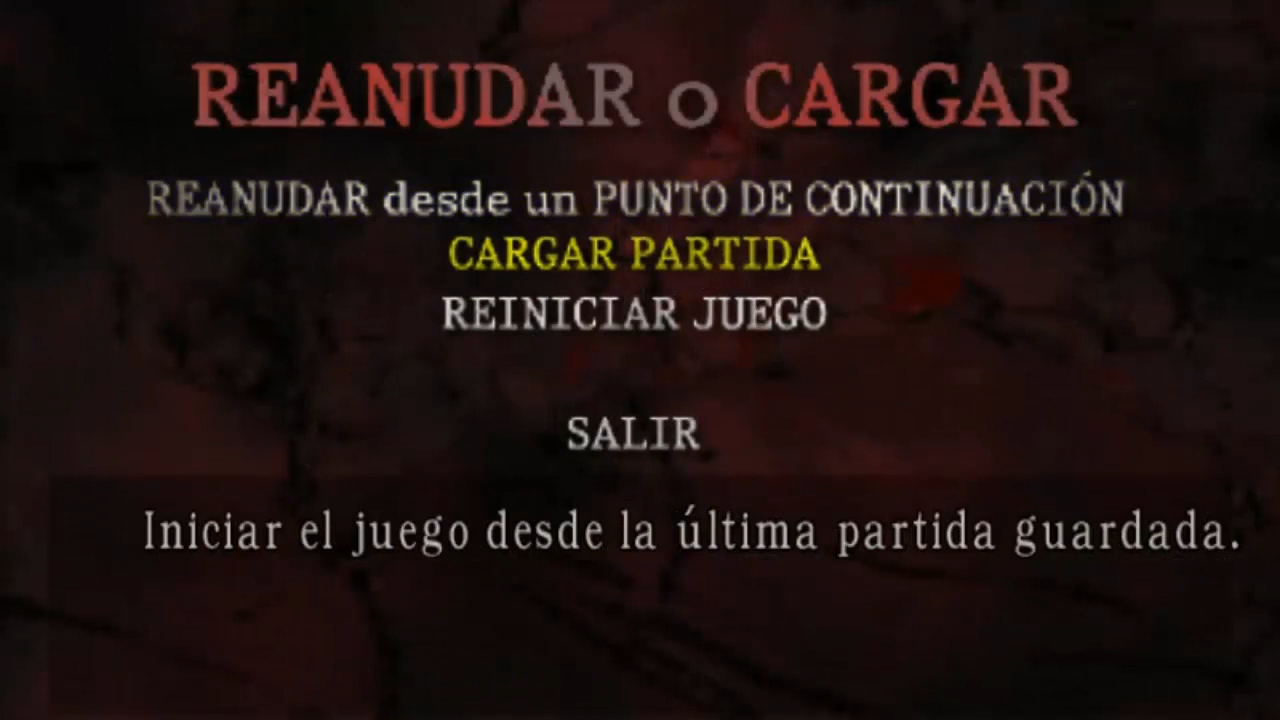 REANUDAR o CARGAR
REANUDAR desde un PUNTO DE CONTINUACIÓN
CARGAR PARTIDA
REINICIAR JUEGO
SALIR
Iniciar el juego desde la última partida guardada.